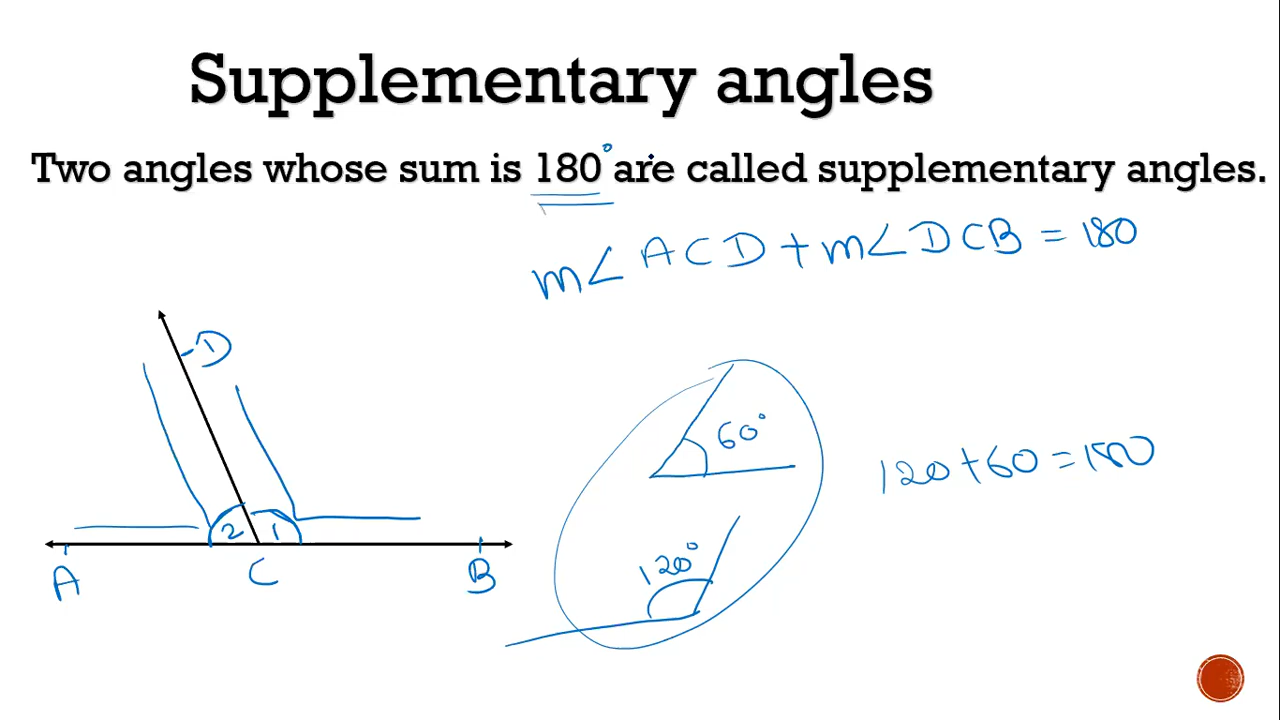 Supplementary angles
Two angles whose sum is 180° are called supplementary angles.
m∠ACD + m∠DCB = 180
D
60°
120+60=180
2 1
120°
A C B